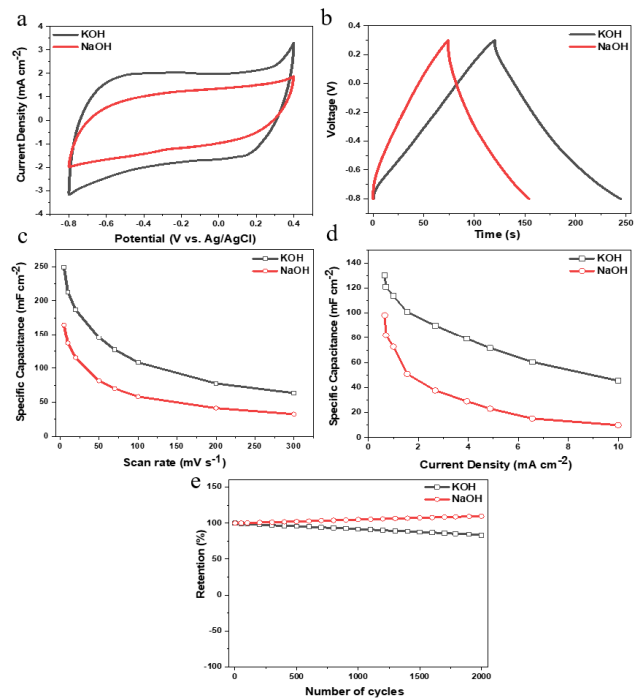 a
KOH
NaOH
Current Density (mA cm⁻²)
4
3
2
1
0
-1
-2
-3
-4
-0.8
-0.6
-0.4
-0.2
0.0
0.2
0.4
Potential (V vs. Ag/AgCl)
b
KOH
NaOH
Voltage (V)
0.4
0.2
0.0
-0.2
-0.4
-0.6
-0.8
0
50
100
150
200
250
Time (s)
c
KOH
NaOH
Specific Capacitance (mF cm⁻²)
250
200
150
100
50
0
0
50
100
150
200
250
300
Scan rate (mV s⁻¹)
d
KOH
NaOH
Specific Capacitance (mF cm⁻²)
140
120
100
80
60
40
20
0
2
4
6
8
10
Current Density (mA cm⁻²)
e
KOH
NaOH
Retention (%)
150
100
50
0
-50
-100
0
500
1000
1500
2000
Number of cycles